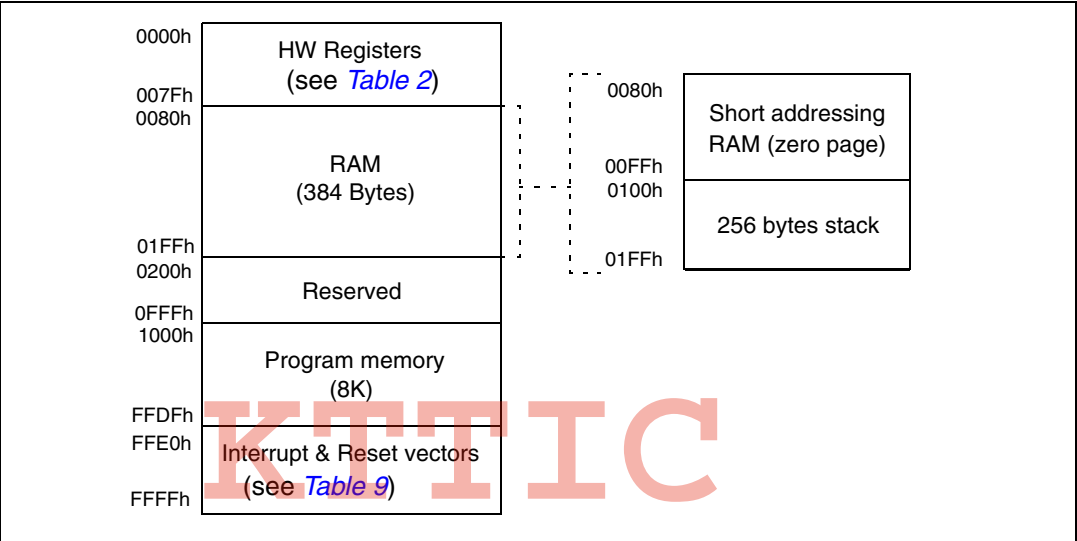 0000h
HW Registers
(see Table 2)
007Fh
0080h
RAM
(384 Bytes)
01FFh
0200h
Reserved
0FFFh
1000h
Program memory
(8K)
FFDFh
FFE0h
Interrupt & Reset vectors
(see Table 9)
FFFFh
0080h
Short addressing
RAM (zero page)
00FFh
0100h
256 bytes stack
01FFh
KTTIC